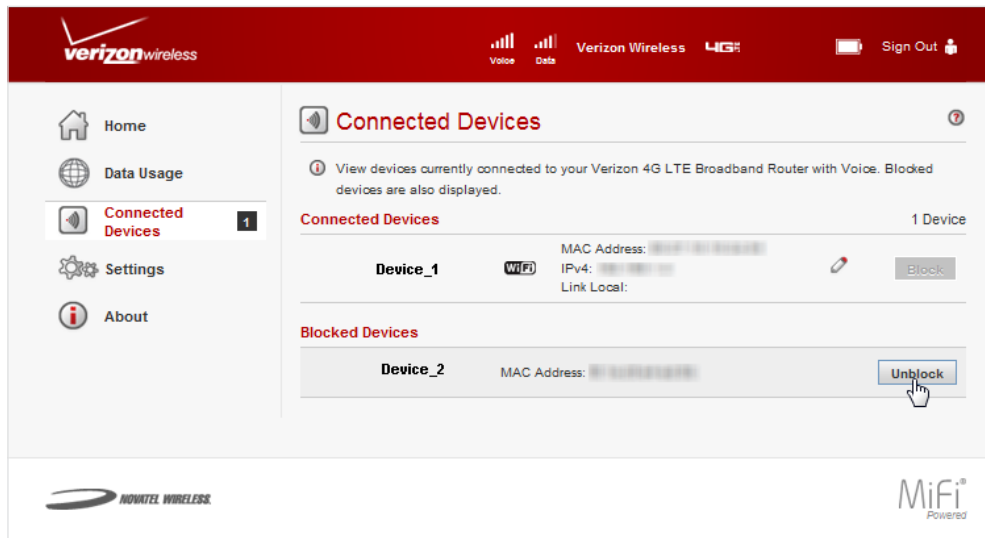 verizonwireless
Voice
Data
Verizon Wireless
4G LTE
Sign Out
Home
Data Usage
Connected
Devices
1
Settings
About
Connected Devices
?
View devices currently connected to your Verizon 4G LTE Broadband Router with Voice. Blocked
devices are also displayed.
Connected Devices
1 Device
Device_1
WiFi
MAC Address:
IPv4:
Link Local:
Block
Blocked Devices
Device_2
MAC Address:
Unblock
NOVATEL WIRELESS.
MiFi®
Powered